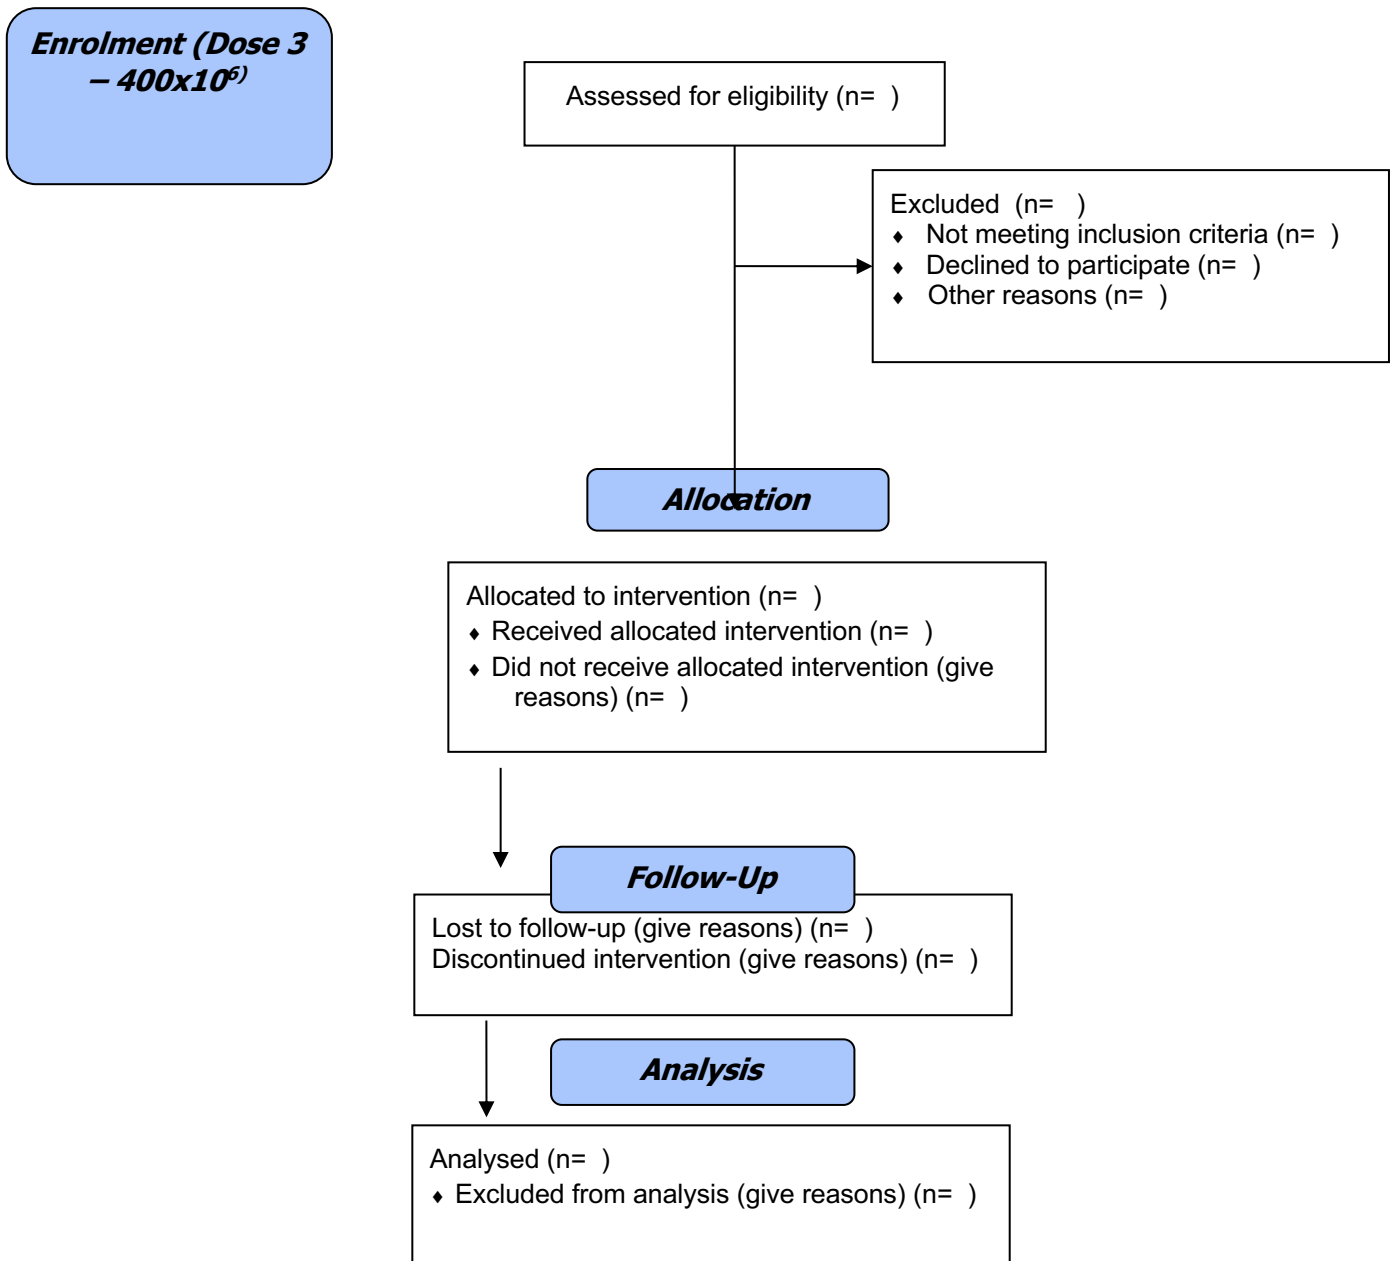 Enrolment (Dose 3
– 400x10⁶⁾
Assessed for eligibility (n=  )
Excluded  (n=   )
♦ Not meeting inclusion criteria (n=  )
♦ Declined to participate (n=  )
♦ Other reasons (n=  )
Allocation
Allocated to intervention (n=  )
♦ Received allocated intervention (n=  )
♦ Did not receive allocated intervention (give
reasons) (n=  )
Follow-Up
Lost to follow-up (give reasons) (n=  )
Discontinued intervention (give reasons) (n=  )
Analysis
Analysed (n=  )
♦ Excluded from analysis (give reasons) (n=  )